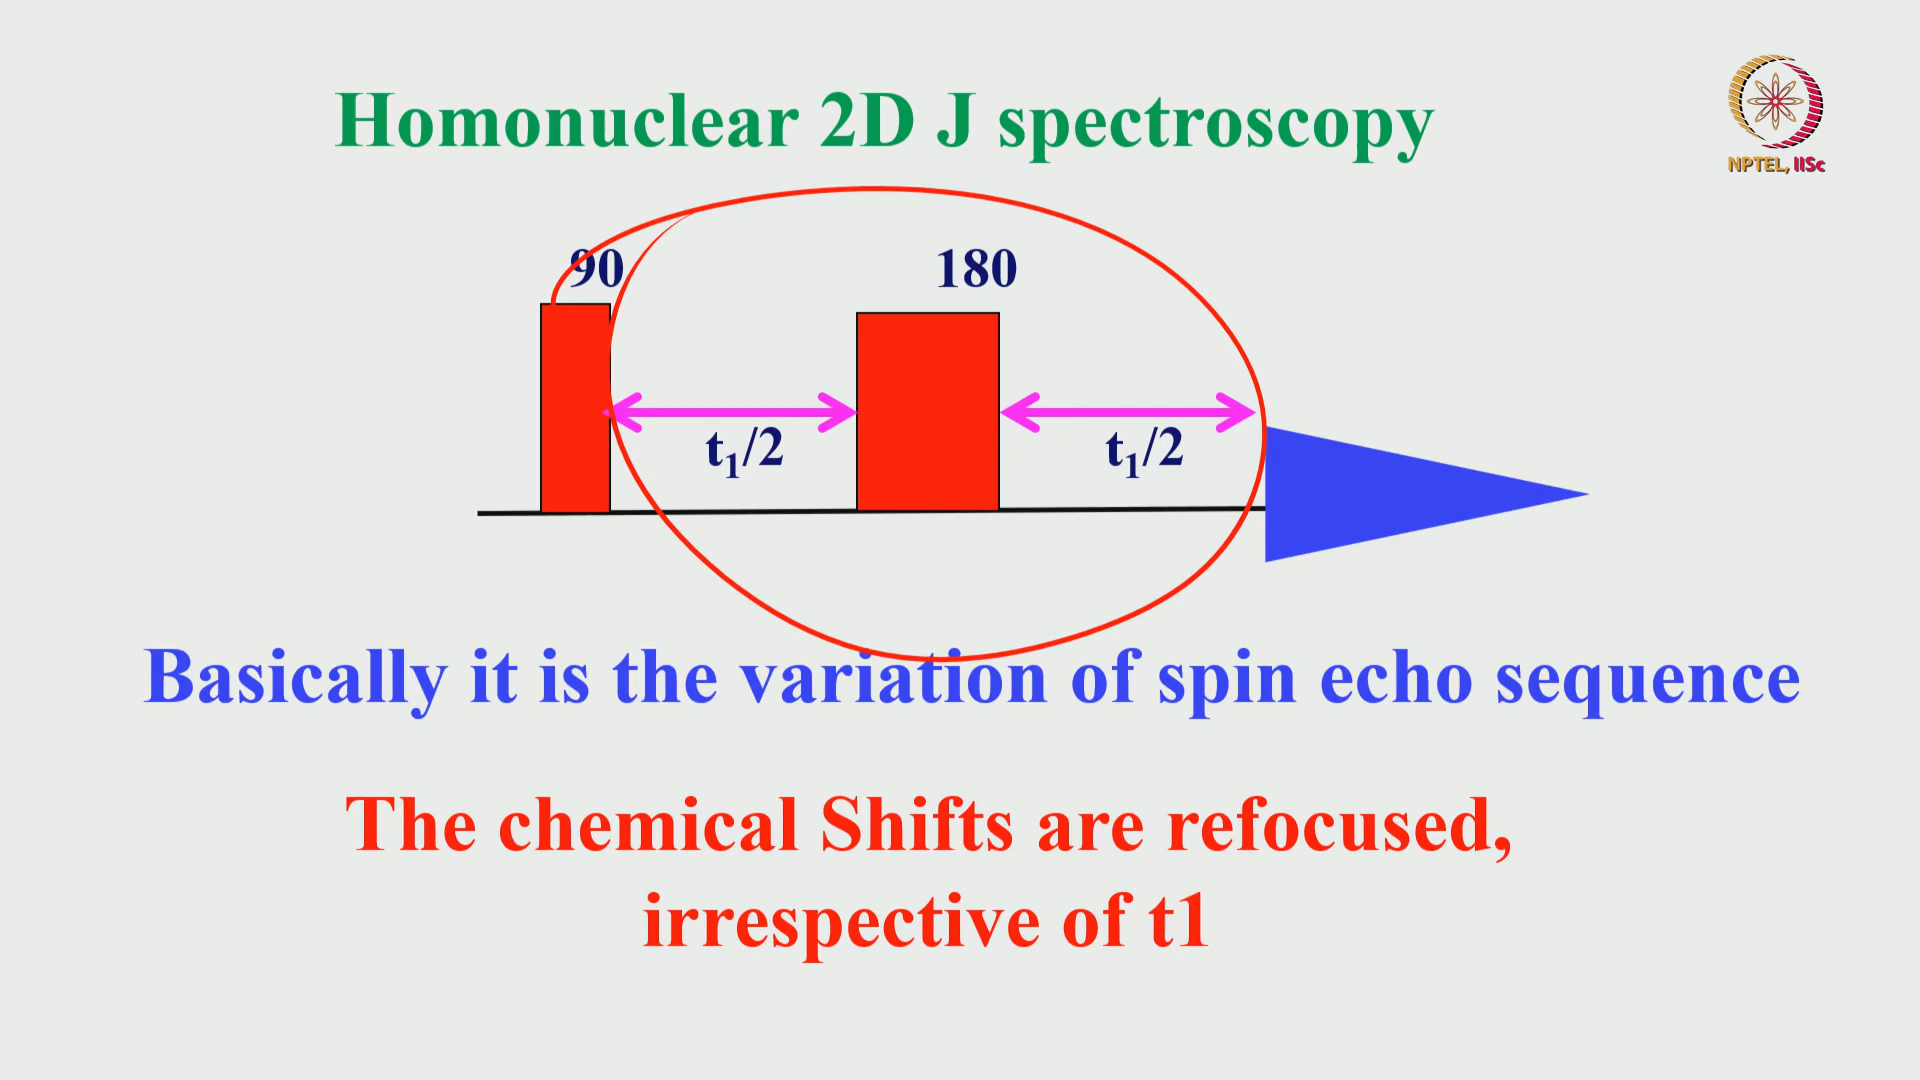 Homonuclear 2D J spectroscopy
NPTEL, IISc
90
180
t₁/2
t₁/2
Basically it is the variation of spin echo sequence
The chemical Shifts are refocused,
irrespective of t1